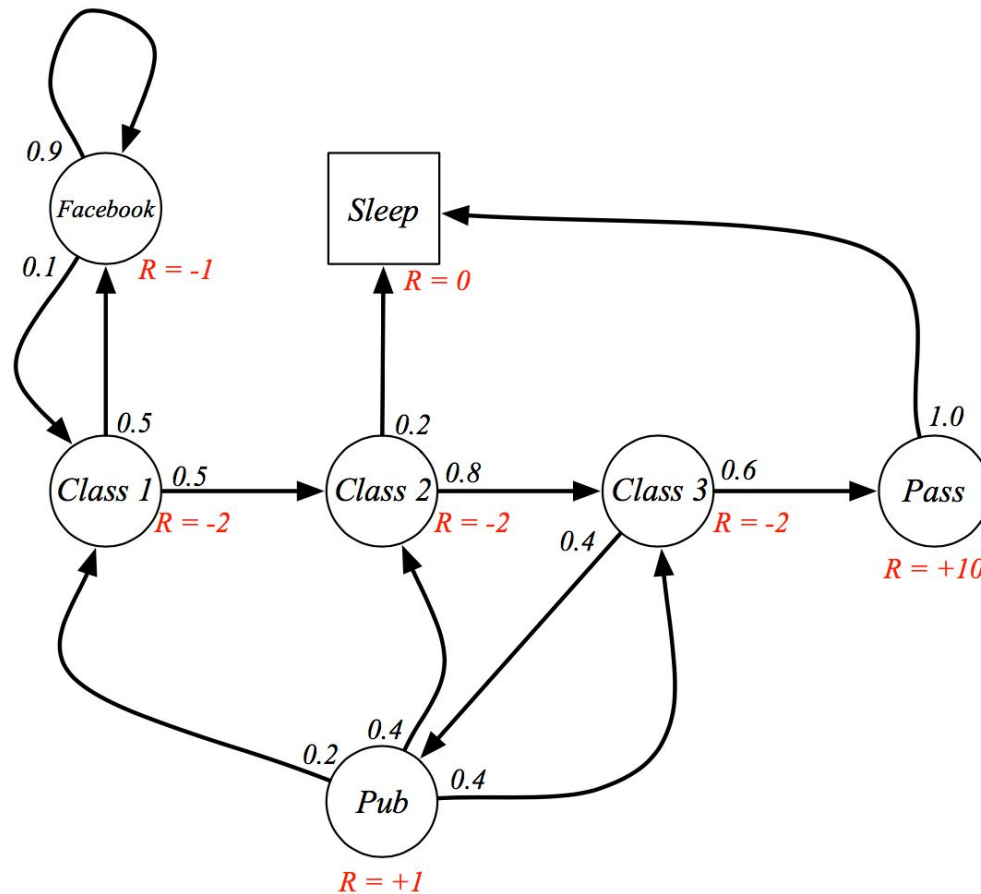 0.9
Facebook
Sleep
0.1
R = -1
R = 0
0.5
0.2
1.0
Class 1
0.5
Class 2
0.8
Class 3
0.6
Pass
R = -2
R = -2
R = -2
0.4
R = +10
0.2
0.4
0.4
Pub
R = +1